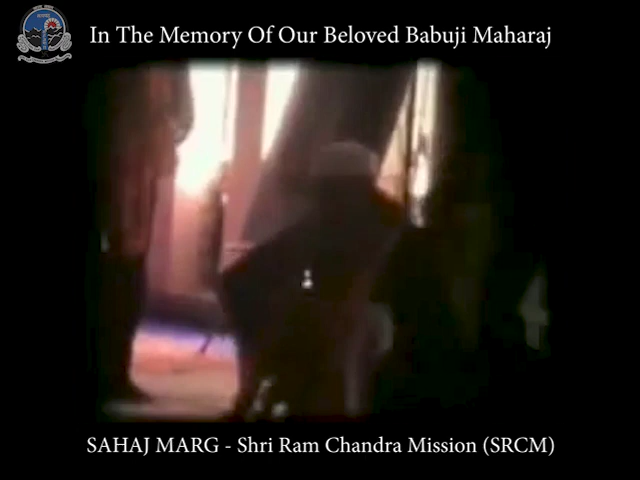 In The Memory Of Our Beloved Babuji Maharaj
SAHAJ MARG - Shri Ram Chandra Mission (SRCM)